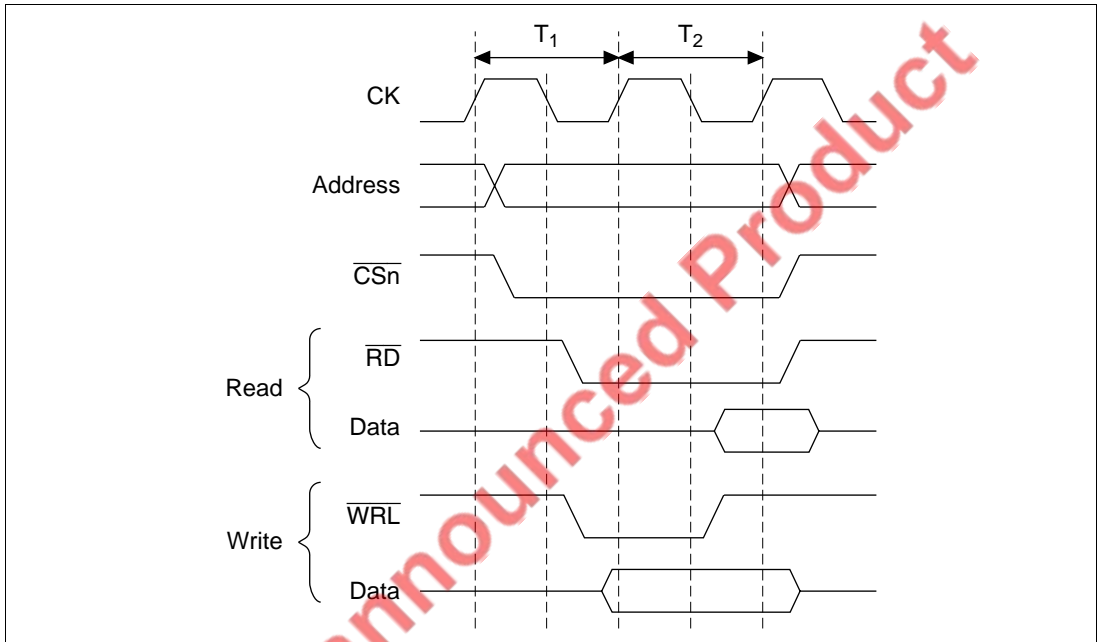 T1 T2
CK
Address
CSn
RD
Read
Data
WRL
Write
Data
nnounced Product